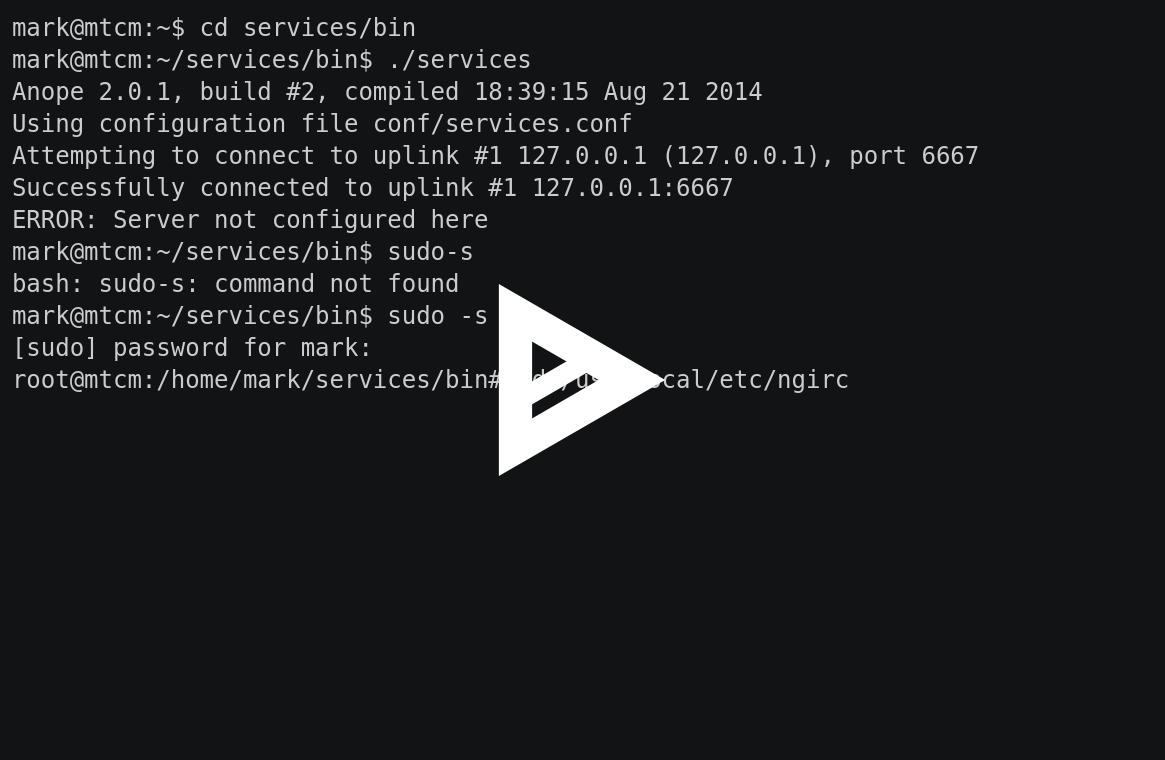 mark@mtcm:~$ cd services/bin
mark@mtcm:~/services/bin$ ./services
Anope 2.0.1, build #2, compiled 18:39:15 Aug 21 2014
Using configuration file conf/services.conf
Attempting to connect to uplink #1 127.0.0.1 (127.0.0.1), port 6667
Successfully connected to uplink #1 127.0.0.1:6667
ERROR: Server not configured here
mark@mtcm:~/services/bin$ sudo-s
bash: sudo-s: command not found
mark@mtcm:~/services/bin$ sudo -s
[sudo] password for mark:
root@mtcm:/home/mark/services/bin# /etc/ngirc